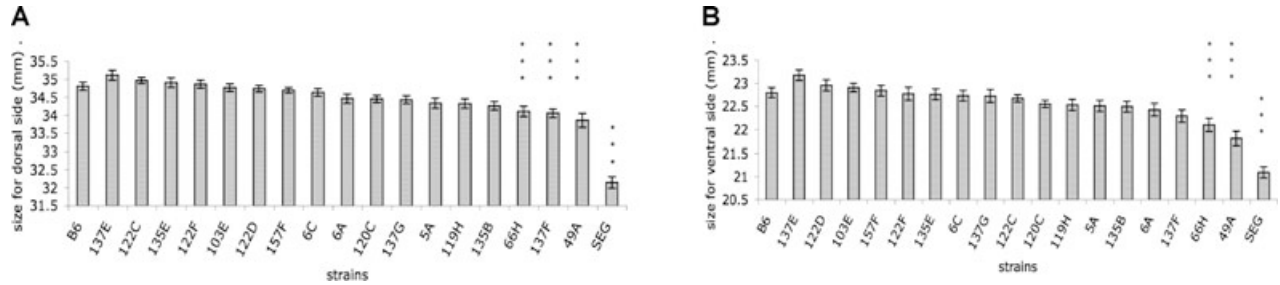 A
size for dorsal side (mm) .
35.5
35
34.5
34
33.5
33
32.5
32
31.5
* * * *
* * *
* * *
* * *
B6
137E
122C
135E
122F
103E
122D
157F
6C
6A
120C
137G
5A
119H
135B
66H
137F
49A
SEG
strains
B
size for ventral side (mm) .
23.5
23
22.5
22
21.5
21
20.5
* * *
* * *
* * *
B6
137E
122D
103E
157F
122F
135E
6C
137G
122C
120C
119H
5A
135B
6A
137F
66H
49A
SEG
strains